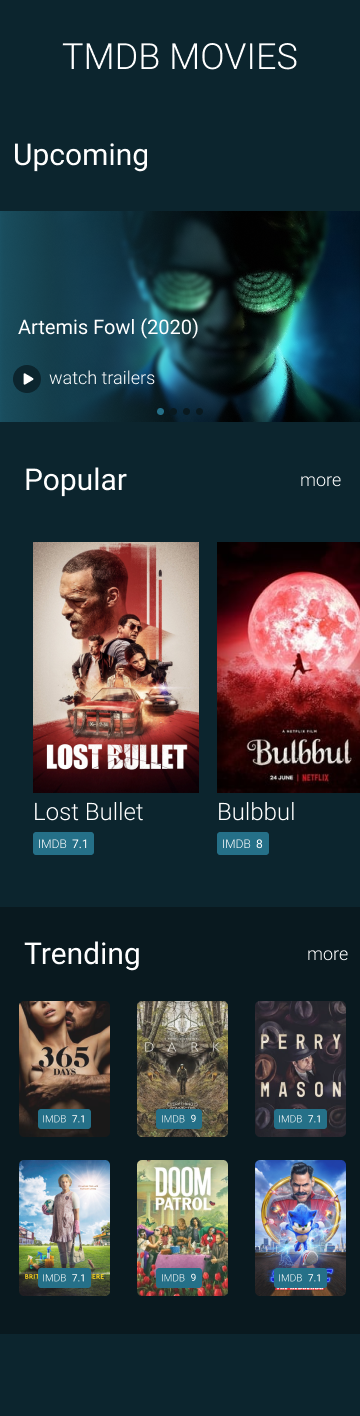 TMDB MOVIES
Upcoming
Artemis Fowl (2020)
watch trailers
Popular
more
LOST BULLET
A NETFLIX FILM
Bulbbul
24 JUNE | NETFLIX
Lost Bullet
Bulbbul
IMDB 7.1
IMDB 8
Trending
more
365
DAYS
DARK
PERRY
MASON
IMDB 7.1
IMDB 9
IMDB 7.1
DOOM
PATROL
IMDB 7.1
IMDB 9
IMDB 7.1